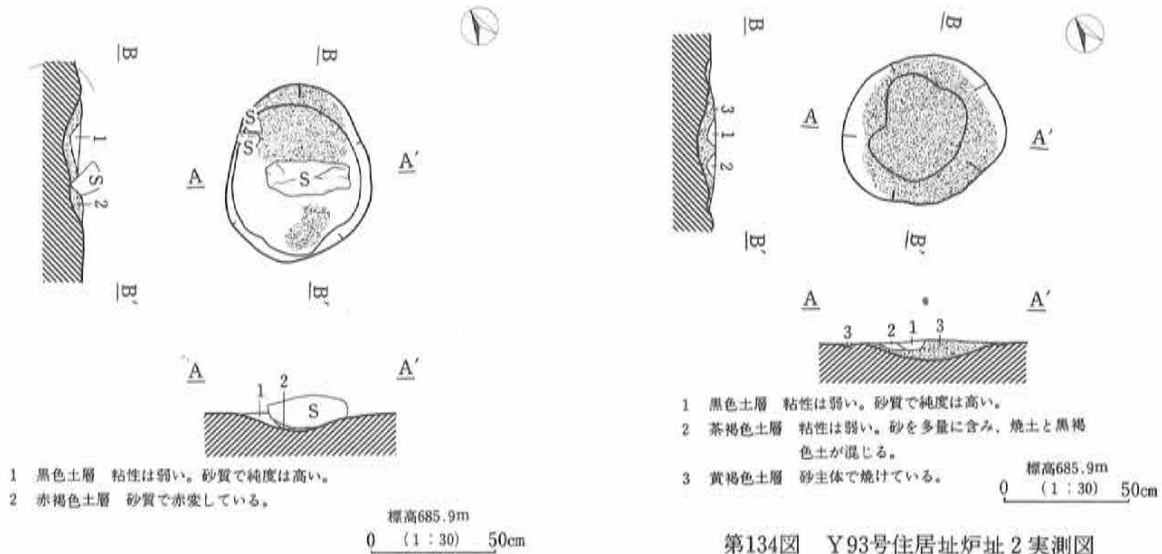 B
B
1
S
2
S
S
S
A
A'
B'
B'
A
A'
1
2
S
1 黒色土層 粘性は弱い。砂質で純度は高い。
2 赤褐色土層 砂質で赤変している。
標高685.9m
0 (1:30) 50cm
B
B
3
1
2
A
A'
B'
B'
A
A'
3 2 1 3
1 黒色土層 粘性は弱い。砂質で純度は高い。
2 茶褐色土層 粘性は弱い。砂を多量に含み、焼土と黒褐
色土が混じる。
3 黄褐色土層 砂主体で焼けている。
標高685.9m
0 (1:30) 50cm
第134図 Y93号住居址炉址2実測図